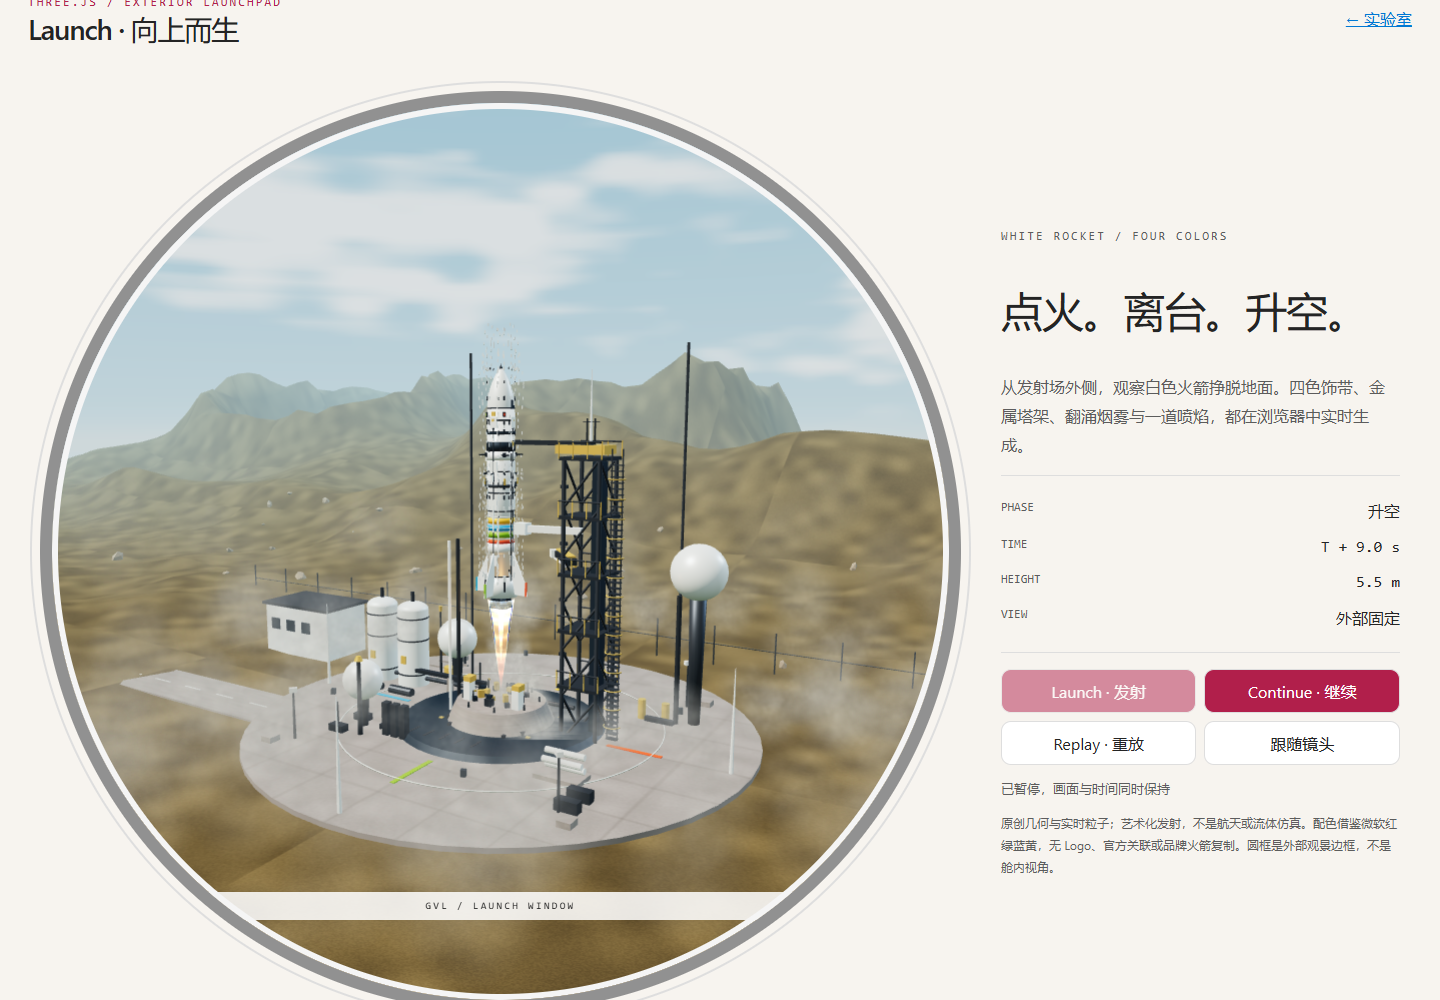 THREE.JS / EXTERIOR LAUNCHPAD
Launch · 向上而生
← 实验室
WHITE ROCKET / FOUR COLORS
点火。离台。升空。
从发射场外侧，观察白色火箭挣脱地面。四色饰带、金
属塔架、翻涌烟雾与一道喷焰，都在浏览器中实时生
成。
PHASE
升空
TIME
T + 9.0 s
HEIGHT
5.5 m
VIEW
外部固定
Launch · 发射
Continue · 继续
Replay · 重放
跟随镜头
已暂停，画面与时间同时保持
原创几何与实时粒子；艺术化发射，不是航天或流体仿真。配色借鉴微软红
绿蓝黄，无 Logo、官方关联或品牌火箭复制。圆框是外部观景边框，不是
舱内视角。
GVL / LAUNCH WINDOW